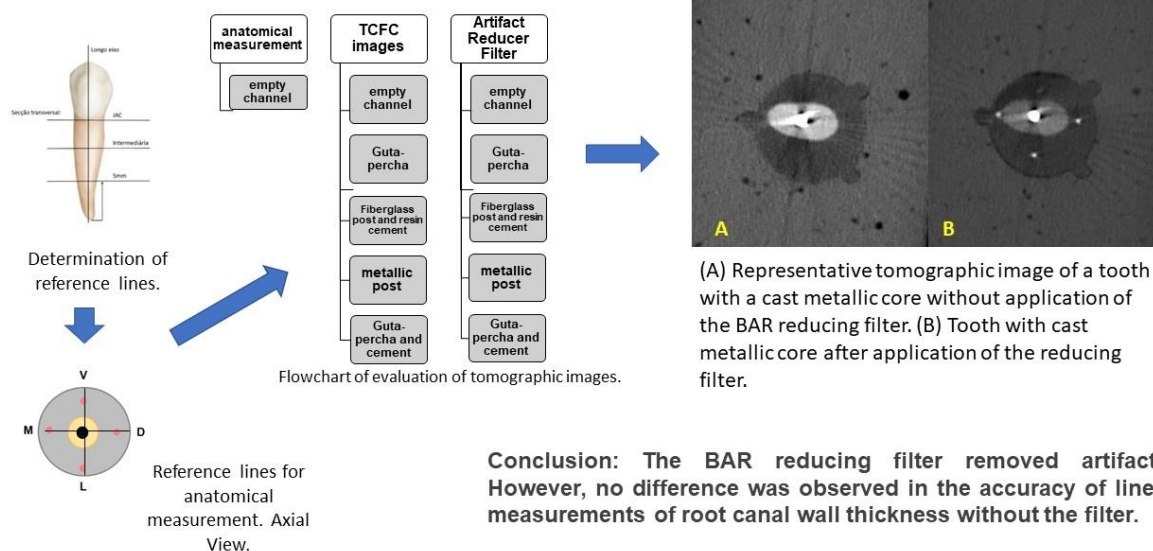 Longo eixo
Secção transversal:
JAC
Intermediária
5mm
Determination of
reference lines.
V
M
D
L
Reference lines for
anatomical
measurement. Axial
View.
anatomical
measurement
empty
channel
TCFC
images
empty
channel
Guta-
percha
Fiberglass
post and resin
cement
metallic
post
Guta-
percha and
cement
Artifact
Reducer
Filter
empty
channel
Guta-
percha
Fiberglass
post and resin
cement
metallic
post
Guta-
percha and
cement
Flowchart of evaluation of tomographic images.
A
B
(A) Representative tomographic image of a tooth
with a cast metallic core without application of
the BAR reducing filter. (B) Tooth with cast
metallic core after application of the reducing
filter.
Conclusion: The BAR reducing filter removed artifact
However, no difference was observed in the accuracy of line
measurements of root canal wall thickness without the filter.